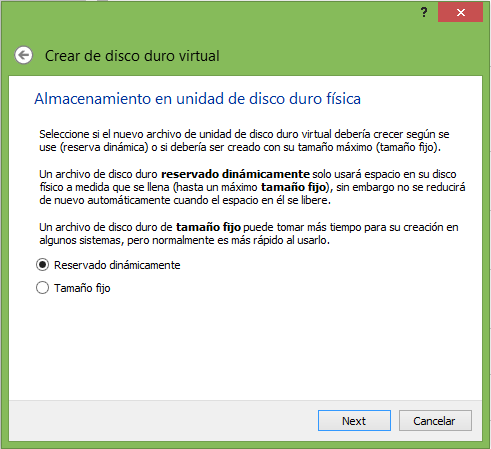 ?
Crear de disco duro virtual
Almacenamiento en unidad de disco duro física
Seleccione si el nuevo archivo de unidad de disco duro virtual debería crecer según se
use (reserva dinámica) o si debería ser creado con su tamaño máximo (tamaño fijo).
Un archivo de disco duro reservado dinámicamente solo usará espacio en su disco
físico a medida que se llena (hasta un máximo tamaño fijo), sin embargo no se reducirá
de nuevo automáticamente cuando el espacio en él se libere.
Un archivo de disco duro de tamaño fijo puede tomar más tiempo para su creación en
algunos sistemas, pero normalmente es más rápido al usarlo.
Reservado dinámicamente
Tamaño fijo
Next
Cancelar